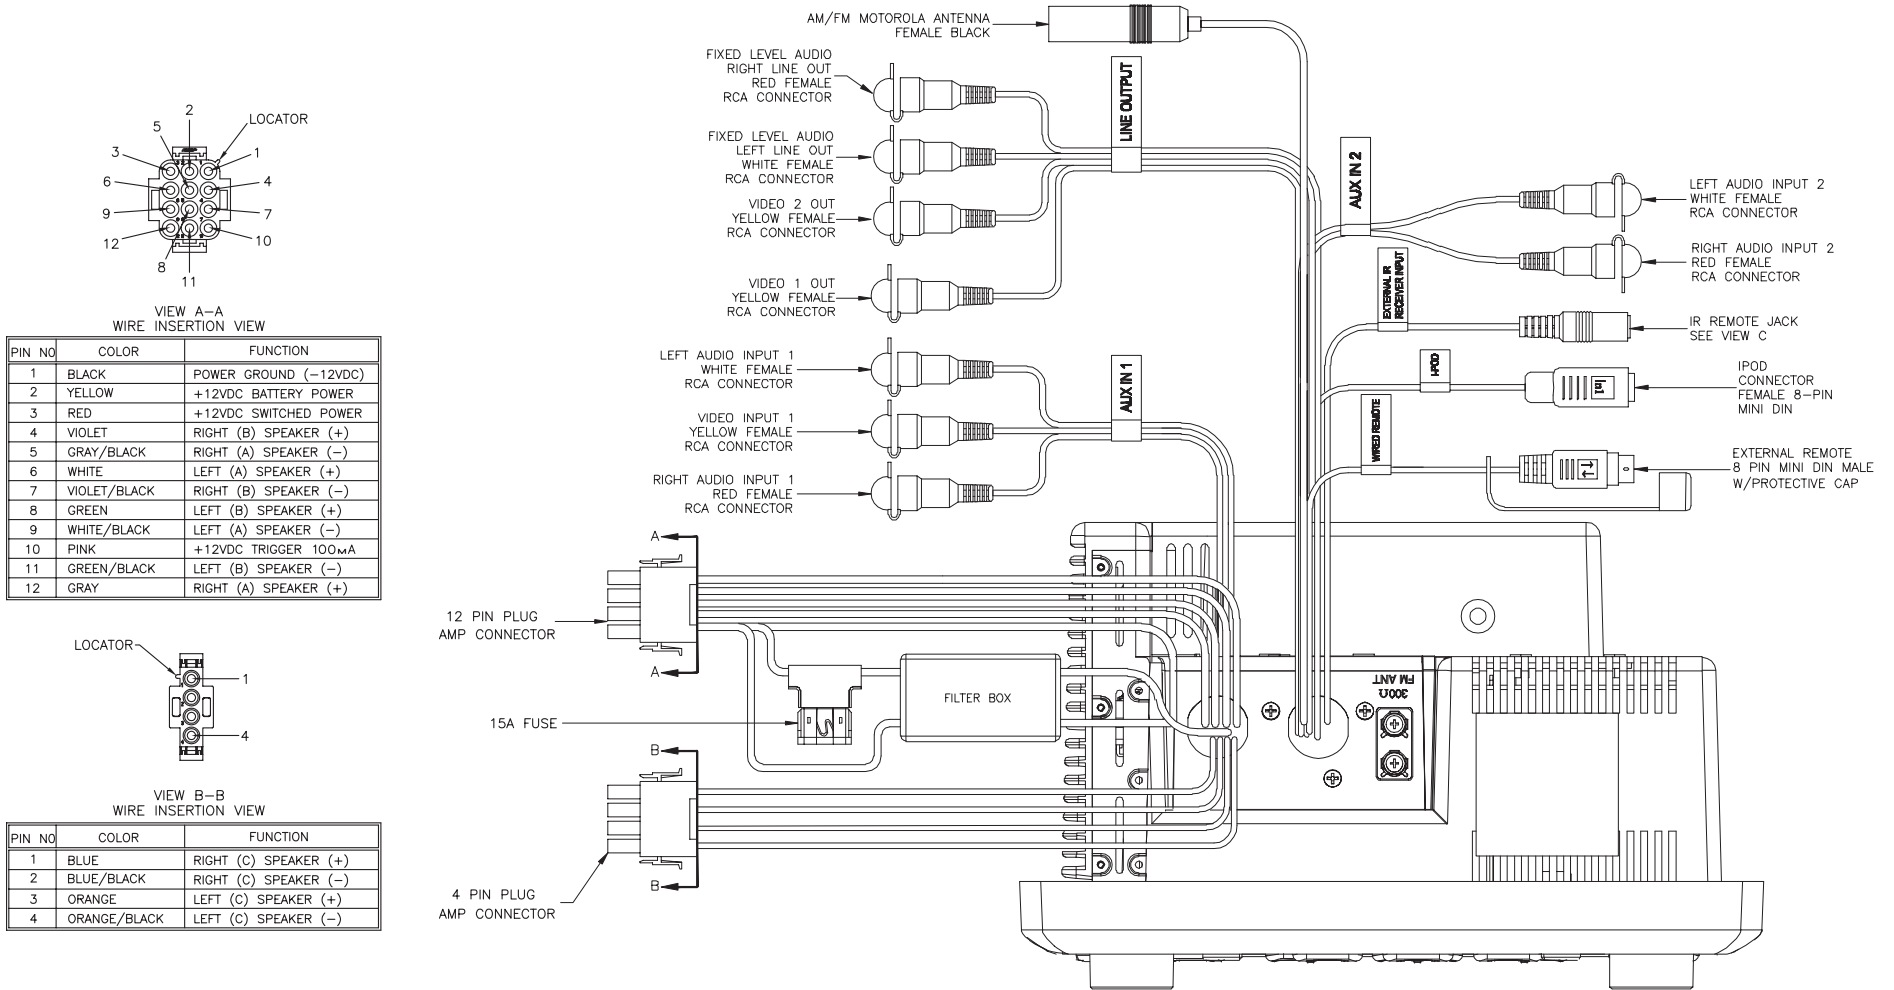 AM/FM MOTOROLA ANTENNA
FEMALE BLACK
FIXED LEVEL AUDIO
RIGHT LINE OUT
RED FEMALE
RCA CONNECTOR
FIXED LEVEL AUDIO
LEFT LINE OUT
WHITE FEMALE
RCA CONNECTOR
VIDEO 2 OUT
YELLOW FEMALE
RCA CONNECTOR
VIDEO 1 OUT
YELLOW FEMALE
RCA CONNECTOR
LEFT AUDIO INPUT 1
WHITE FEMALE
RCA CONNECTOR
VIDEO INPUT 1
YELLOW FEMALE
RCA CONNECTOR
RIGHT AUDIO INPUT 1
RED FEMALE
RCA CONNECTOR
LINE OUTPUT
AUX IN 1
AUX IN 2
EXTERNAL IR
RECEIVER INPUT
I-POD
WIRED REMOTE
LEFT AUDIO INPUT 2
WHITE FEMALE
RCA CONNECTOR
RIGHT AUDIO INPUT 2
RED FEMALE
RCA CONNECTOR
IR REMOTE JACK
SEE VIEW C
IPOD
CONNECTOR
FEMALE 8-PIN
MINI DIN
In1
EXTERNAL REMOTE
8 PIN MINI DIN MALE
W/PROTECTIVE CAP
2
LOCATOR
5
3
1
6
4
9
7
12
10
8
11
VIEW A-A
WIRE INSERTION VIEW
PIN NO COLOR FUNCTION
1 BLACK POWER GROUND (-12VDC)
2 YELLOW +12VDC BATTERY POWER
3 RED +12VDC SWITCHED POWER
4 VIOLET RIGHT (B) SPEAKER (+)
5 GRAY/BLACK RIGHT (A) SPEAKER (-)
6 WHITE LEFT (A) SPEAKER (+)
7 VIOLET/BLACK RIGHT (B) SPEAKER (-)
8 GREEN LEFT (B) SPEAKER (+)
9 WHITE/BLACK LEFT (A) SPEAKER (-)
10 PINK +12VDC TRIGGER 100MA
11 GREEN/BLACK LEFT (B) SPEAKER (-)
12 GRAY RIGHT (A) SPEAKER (+)
LOCATOR
1
4
VIEW B-B
WIRE INSERTION VIEW
PIN NO COLOR FUNCTION
1 BLUE RIGHT (C) SPEAKER (+)
2 BLUE/BLACK RIGHT (C) SPEAKER (-)
3 ORANGE LEFT (C) SPEAKER (+)
4 ORANGE/BLACK LEFT (C) SPEAKER (-)
A
12 PIN PLUG
AMP CONNECTOR
A
15A FUSE
FILTER BOX
B
4 PIN PLUG
AMP CONNECTOR
B
300Ω
FM ANT